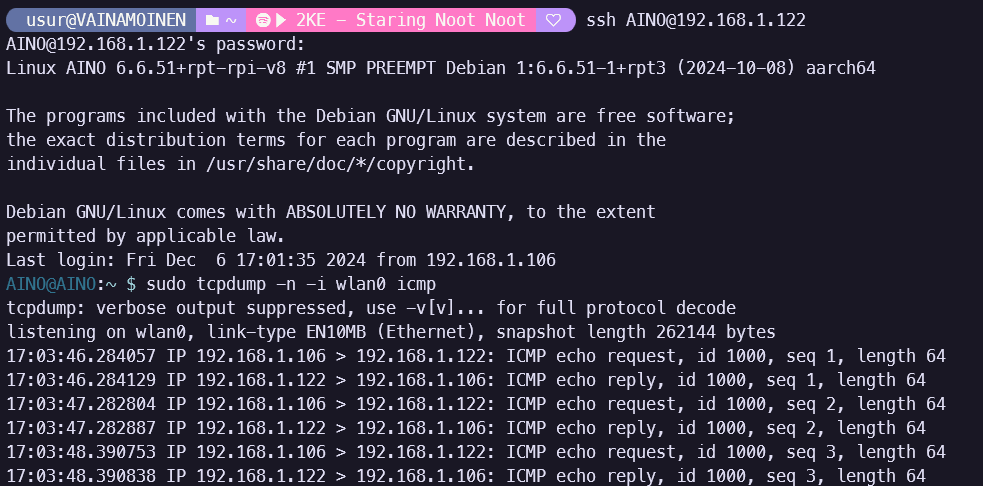 usur@VAINAMOINEN ~ 2KE – Staring Noot Noot ♡ ssh AINO@192.168.1.122
AINO@192.168.1.122's password:
Linux AINO 6.6.51+rpt-rpi-v8 #1 SMP PREEMPT Debian 1:6.6.51-1+rpt3 (2024-10-08) aarch64

The programs included with the Debian GNU/Linux system are free software;
the exact distribution terms for each program are described in the
individual files in /usr/share/doc/*/copyright.

Debian GNU/Linux comes with ABSOLUTELY NO WARRANTY, to the extent
permitted by applicable law.
Last login: Fri Dec  6 17:01:35 2024 from 192.168.1.106
AINO@AINO:~ $ sudo tcpdump -n -i wlan0 icmp
tcpdump: verbose output suppressed, use -v[v]... for full protocol decode
listening on wlan0, link-type EN10MB (Ethernet), snapshot length 262144 bytes
17:03:46.284057 IP 192.168.1.106 > 192.168.1.122: ICMP echo request, id 1000, seq 1, length 64
17:03:46.284129 IP 192.168.1.122 > 192.168.1.106: ICMP echo reply, id 1000, seq 1, length 64
17:03:47.282804 IP 192.168.1.106 > 192.168.1.122: ICMP echo request, id 1000, seq 2, length 64
17:03:47.282887 IP 192.168.1.122 > 192.168.1.106: ICMP echo reply, id 1000, seq 2, length 64
17:03:48.390753 IP 192.168.1.106 > 192.168.1.122: ICMP echo request, id 1000, seq 3, length 64
17:03:48.390838 IP 192.168.1.122 > 192.168.1.106: ICMP echo reply, id 1000, seq 3, length 64